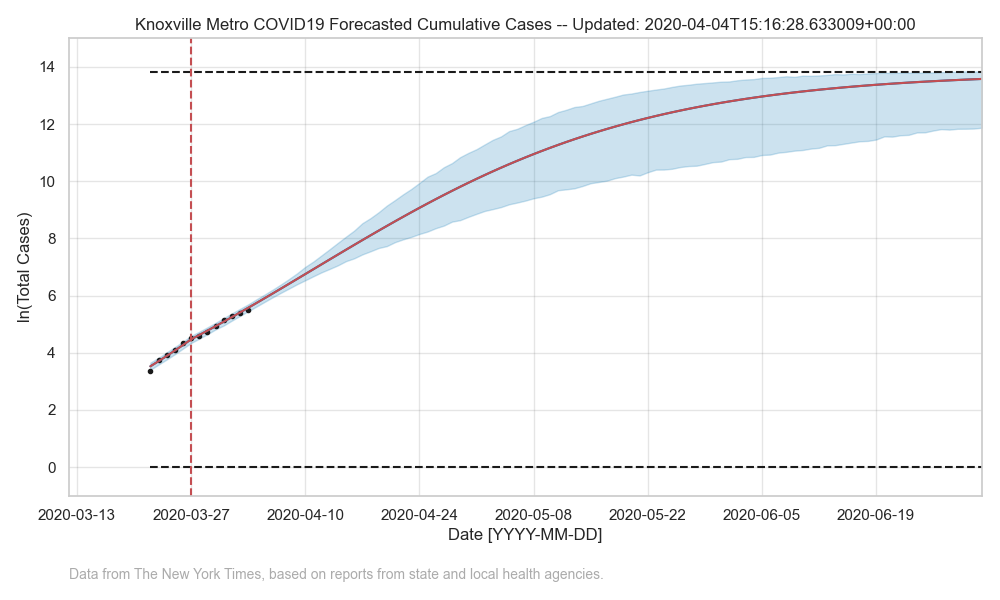 Knoxville Metro COVID19 Forecasted Cumulative Cases -- Updated: 2020-04-04T15:16:28.633009+00:00
14
12
10
8
6
4
2
0
ln(Total Cases)
2020-03-13 2020-03-27 2020-04-10 2020-04-24 2020-05-08 2020-05-22 2020-06-05 2020-06-19
Date [YYYY-MM-DD]
Data from The New York Times, based on reports from state and local health agencies.